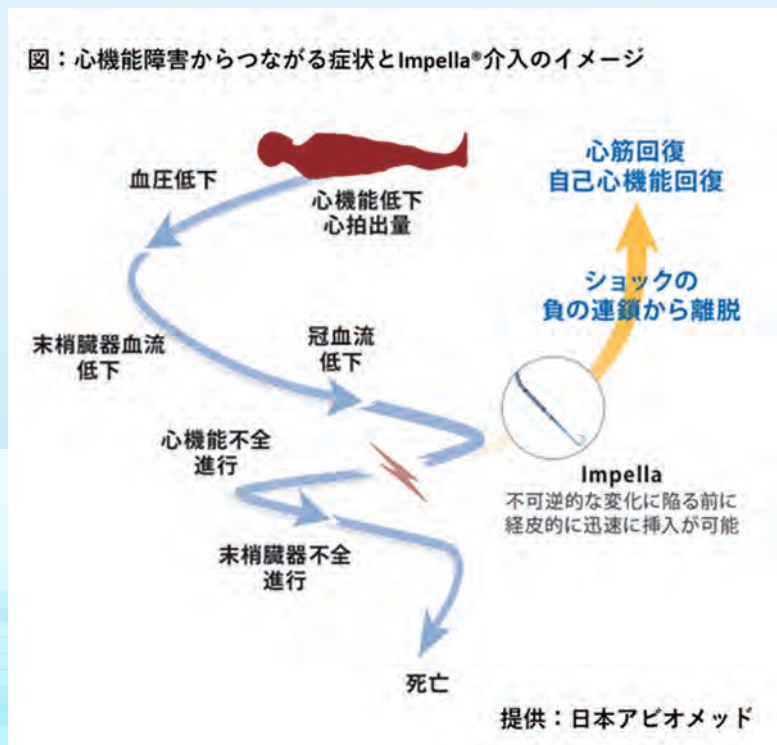 図：心機能障害からつながる症状とImpella®介入のイメージ
血圧低下
心機能低下
心拍出量
心筋回復
自己心機能回復
ショックの
負の連鎖から離脱
末梢臓器血流
低下
冠血流
低下
心機能不全
進行
Impella
不可逆的な変化に陥る前に
経皮的に迅速に挿入が可能
末梢臓器不全
進行
死亡
提供：日本アビオメッド